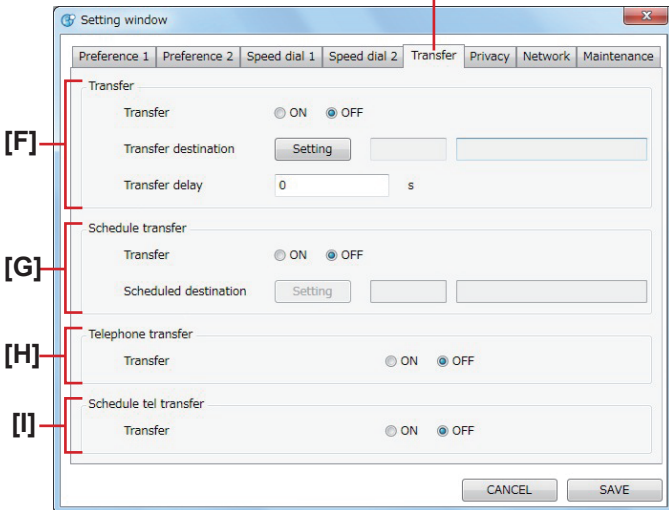 Setting window
Preference 1 Preference 2 Speed dial 1 Speed dial 2 Transfer Privacy Network Maintenance
Transfer
Transfer ON OFF
[F]
Transfer destination Setting
Transfer delay 0 s
Schedule transfer
Transfer ON OFF
[G]
Scheduled destination Setting
Telephone transfer
[H]
Transfer ON OFF
Schedule tel transfer
[I]
Transfer ON OFF
CANCEL SAVE